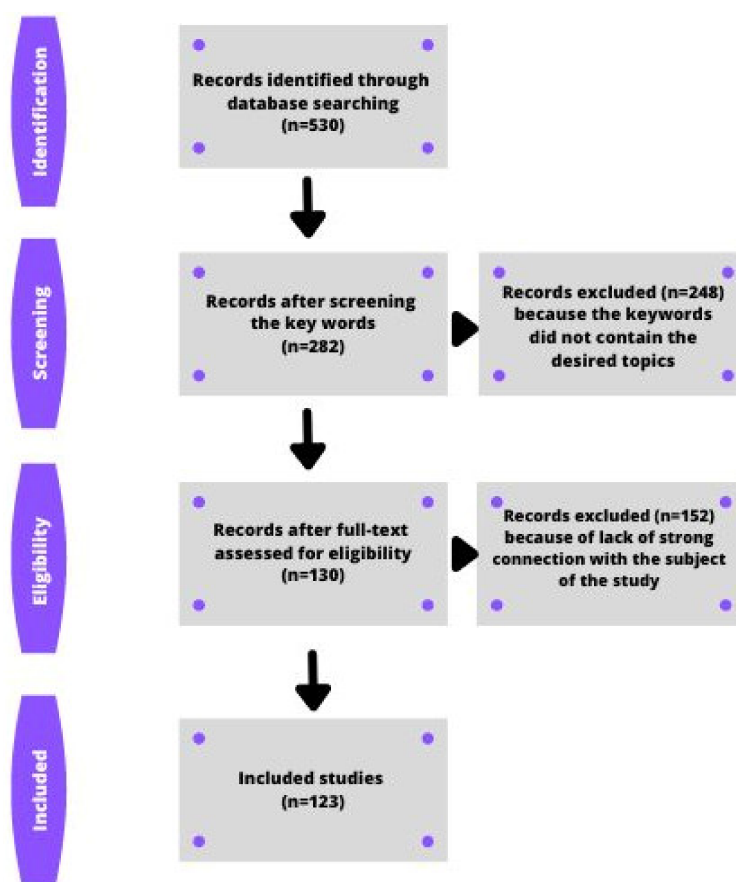 Identification
Records identified through
database searching
(n=530)
Screening
Records after screening
the key words
(n=282)
Records excluded (n=248)
because the keywords
did not contain the
desired topics
Eligibility
Records after full-text
assessed for eligibility
(n=130)
Records excluded (n=152)
because of lack of strong
connection with the subject
of the study
Included
Included studies
(n=123)